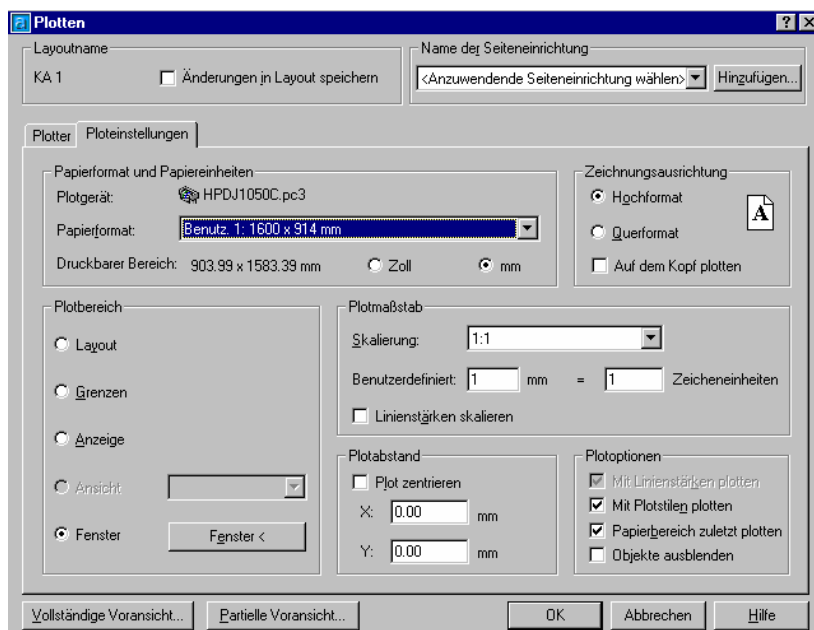 Plotten
Layoutname
KA 1
Änderungen in Layout speichern
Name der Seiteneinrichtung
<Anzuwendende Seiteneinrichtung wählen>
Hinzufügen...
Plotter
Ploteinstellungen
Papierformat und Papiereinheiten
Plotgerät:
HPDJ1050C.pc3
Papierformat:
Benutz. 1: 1600 x 914 mm
Druckbarer Bereich:
903.99 x 1583.39 mm
Zoll
mm
Zeichnungsausrichtung
Hochformat
Querformat
Auf dem Kopf plotten
A
Plotbereich
Layout
Grenzen
Anzeige
Ansicht
Fenster
Fenster <
Plotmaßstab
Skalierung:
1:1
Benutzerdefiniert:
1
mm
=
1
Zeicheneinheiten
Linienstärken skalieren
Plotabstand
Plot zentrieren
X:
0.00
mm
Y:
0.00
mm
Plotoptionen
Mit Linienstärken plotten
Mit Plotstilen plotten
Papierbereich zuletzt plotten
Objekte ausblenden
Vollständige Voransicht...
Partielle Voransicht...
OK
Abbrechen
Hilfe